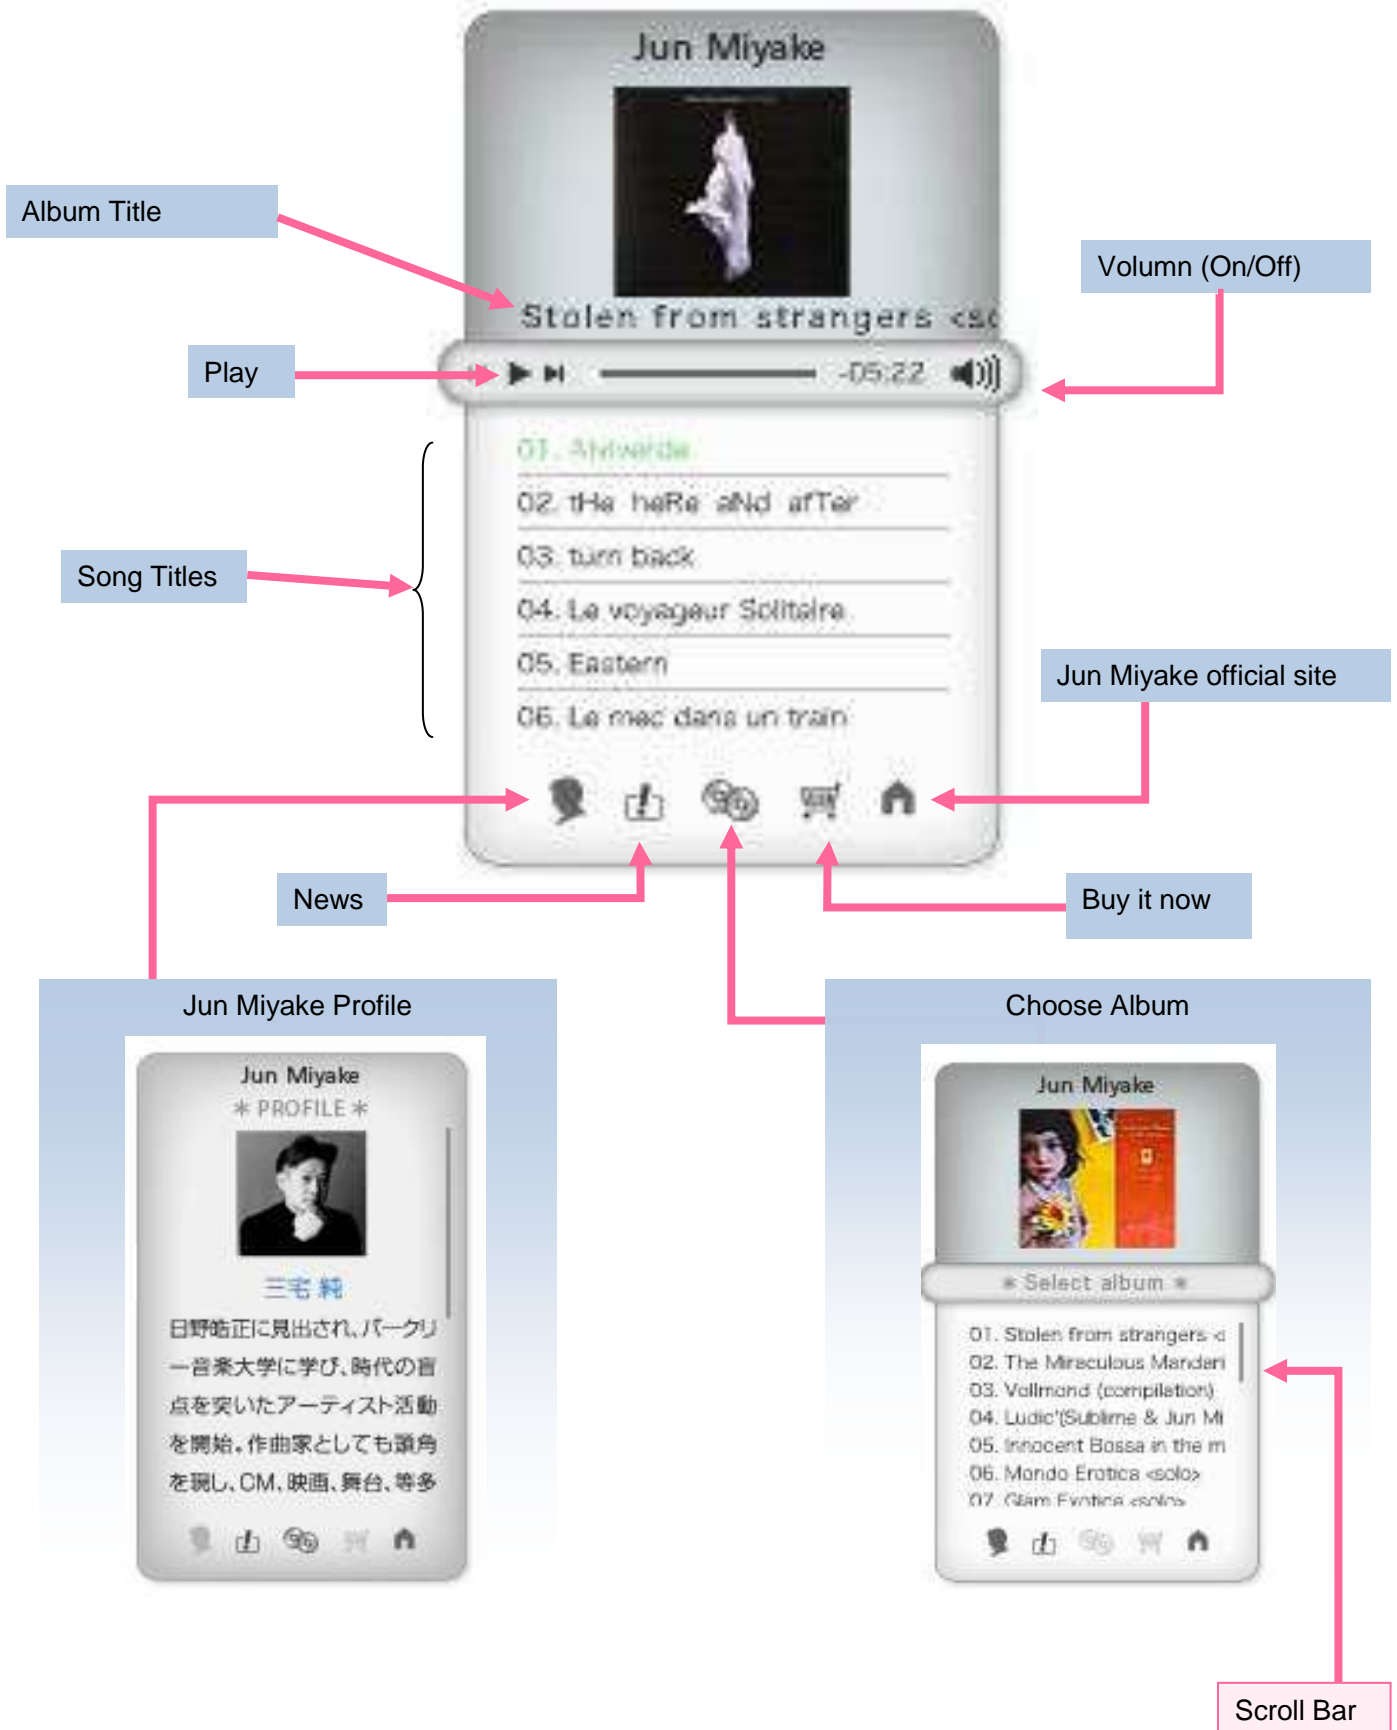 Jun Miyake
Album Title
Volumn (On/Off)
Stolen from strangers <so
Play
-05:22
01. Alviverde
02. tHe heRe aNd afTer
03. turn back
Song Titles
04. Le voyageur Solitaire
05. Eastern
Jun Miyake official site
06. Le mec dans un train
News
Buy it now
Jun Miyake Profile
Jun Miyake
* PROFILE *
三宅 純
日野皓正に見出され、バークリ
ー音楽大学に学び、時代の盲
点を突いたアーティスト活動
を開始。作曲家としても頭角
を現し、CM、映画、舞台、等多
Choose Album
Jun Miyake
* Select album *
01. Stolen from strangers <
02. The Miraculous Mandari
03. Vollmond (compilation)
04. Ludic'(Sublime & Jun Mi
05. Innocent Bossa in the m
06. Mondo Erotica <solo>
07. Glam Exotica <solo>
Scroll Bar